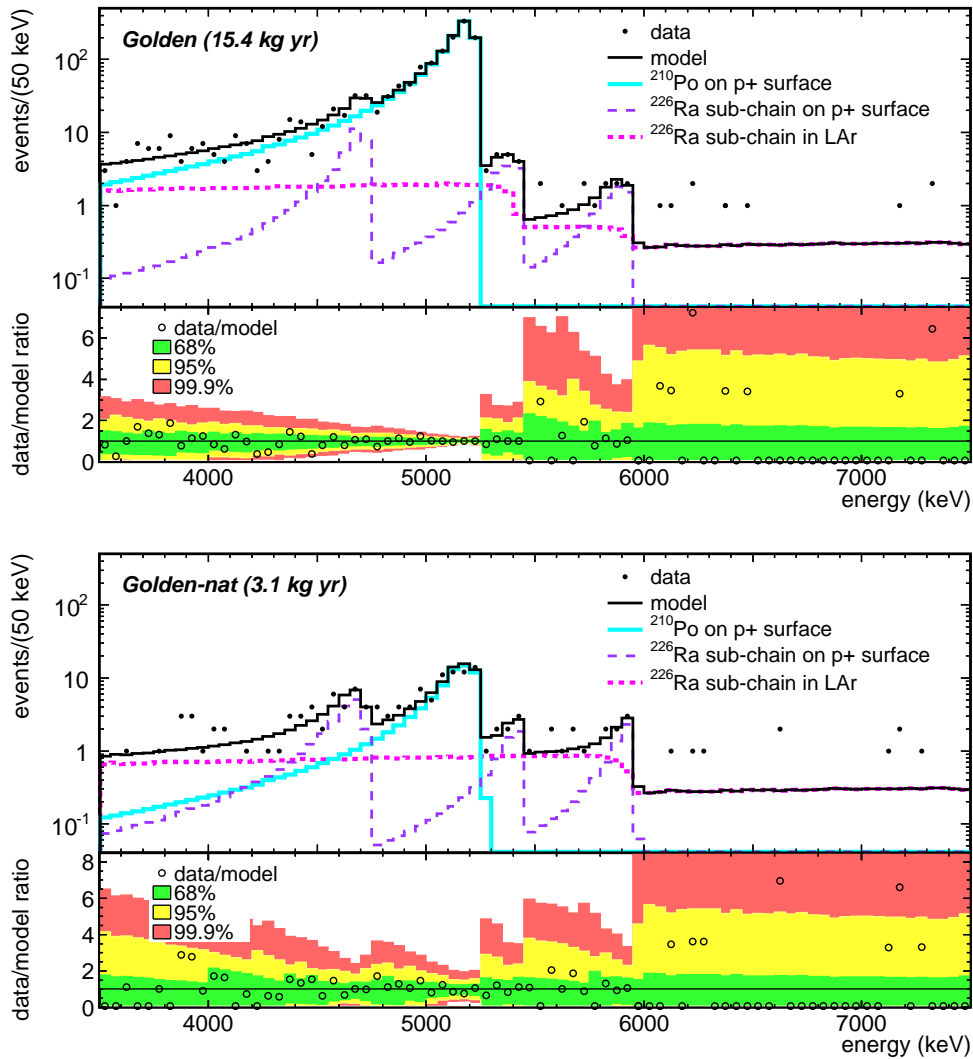 Golden (15.4 kg yr)
data
model
²¹⁰Po on p+ surface
²²⁶Ra sub-chain on p+ surface
²²⁶Ra sub-chain in LAr
events/(50 keV)
10²
10
1
10⁻¹
data/model ratio
6
4
2
0
data/model
68%
95%
99.9%
4000 5000 6000 7000
energy (keV)
Golden-nat (3.1 kg yr)
data
model
²¹⁰Po on p+ surface
²²⁶Ra sub-chain on p+ surface
²²⁶Ra sub-chain in LAr
events/(50 keV)
10²
10
1
10⁻¹
data/model ratio
8
6
4
2
0
data/model
68%
95%
99.9%
4000 5000 6000 7000
energy (keV)